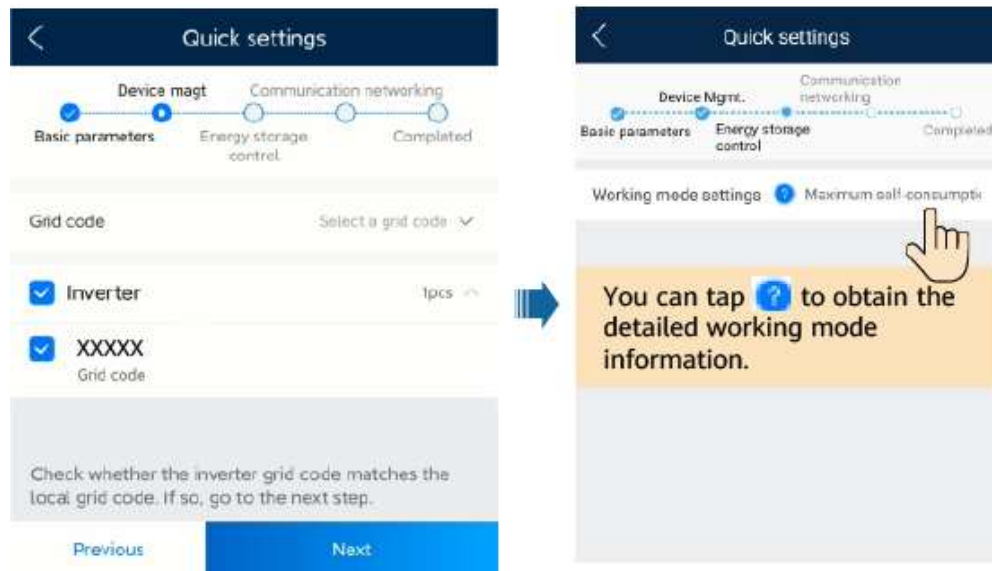 Quick settings
Device magt Communication networking
Basic parameters Energy storage Completed
control
Grid code Select a grid code
Inverter 1pcs
XXXXX
Grid code
Check whether the inverter grid code matches the
local grid code. If so, go to the next step.
Previous Next
Quick settings
Communication
Device Mgmt. networking
Basic parameters Energy storage Completed
control
Working mode settings ? Maximum self-consumptic
You can tap ? to obtain the
detailed working mode
information.